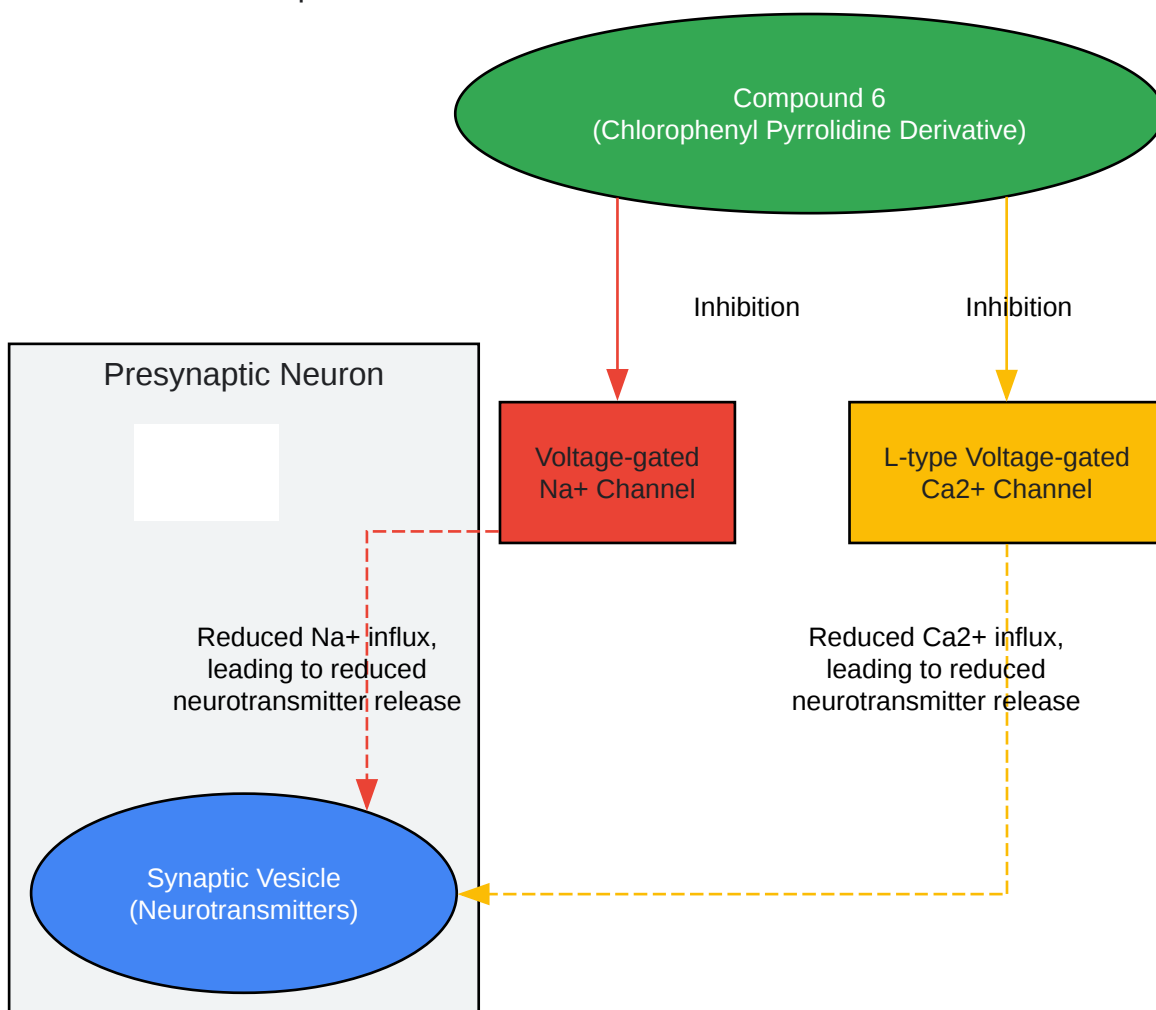 Compound 6
(Chlorophenyl Pyrrolidine Derivative)
Inhibition
Inhibition
Presynaptic Neuron
Voltage-gated
Na+ Channel
L-type Voltage-gated
Ca2+ Channel
Reduced Na+ influx,
leading to reduced
neurotransmitter release
Reduced Ca2+ influx,
leading to reduced
neurotransmitter release
Synaptic Vesicle
(Neurotransmitters)